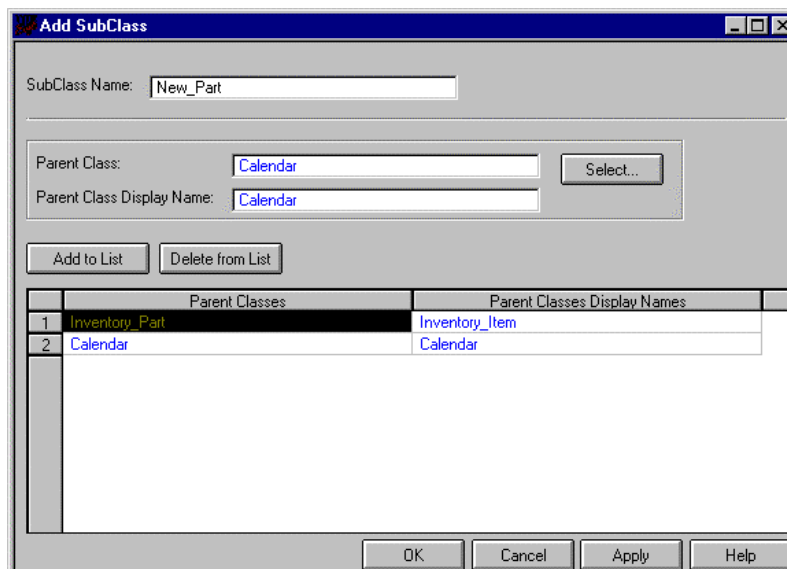 Add SubClass
SubClass Name: New_Part
Parent Class: Calendar Select...
Parent Class Display Name: Calendar
Add to List Delete from List
Parent Classes Parent Classes Display Names
1 Inventory_Part Inventory_Item
2 Calendar Calendar
OK Cancel Apply Help